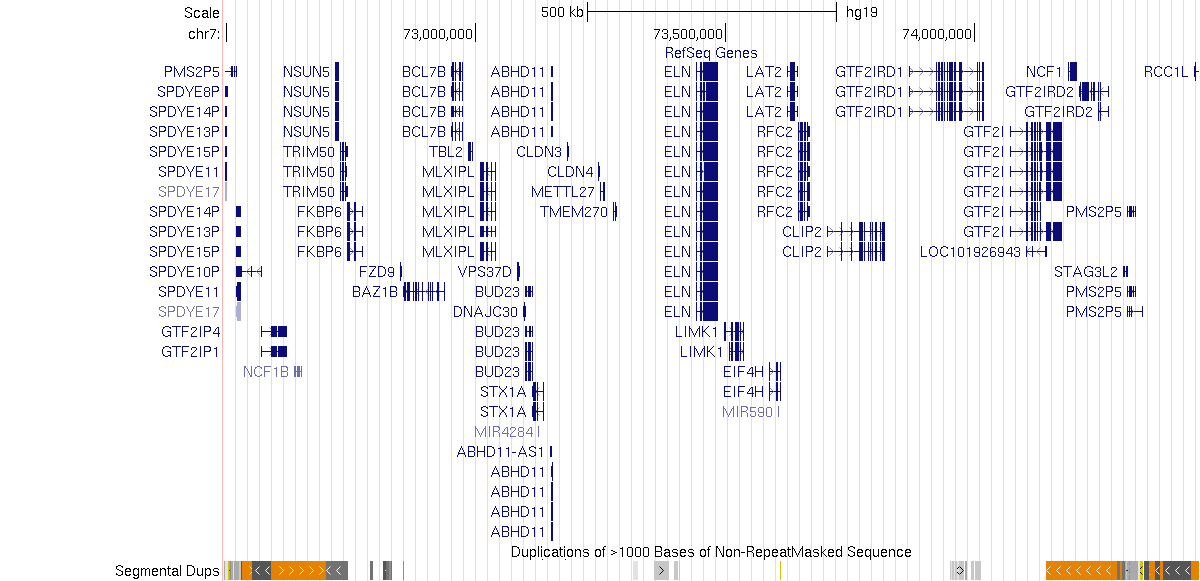 Scale 500 kb hg19
chr7: 73,000,000 73,500,000 74,000,000
RefSeq Genes
PMS2P5 NSUN5 BCL7B ABHD11 ELN LAT2 GTF2IRD1 NCF1 RCC1L
SPDYE8P NSUN5 BCL7B ABHD11 ELN LAT2 GTF2IRD1 GTF2IRD2
SPDYE14P NSUN5 BCL7B ABHD11 ELN LAT2 GTF2IRD1 GTF2IRD2
SPDYE13P NSUN5 BCL7B ABHD11 ELN RFC2 GTF2I
SPDYE15P TRIM50 TBL2 CLDN3 ELN RFC2 GTF2I
SPDYE11 TRIM50 MLXIPL CLDN4 ELN RFC2 GTF2I
SPDYE17 TRIM50 MLXIPL METTL27 ELN RFC2 GTF2I
SPDYE14P FKBP6 MLXIPL TMEM270 ELN RFC2 GTF2I PMS2P5
SPDYE13P FKBP6 MLXIPL ELN CLIP2 GTF2I
SPDYE15P FKBP6 MLXIPL ELN CLIP2 LOC101926943
SPDYE10P FZD9 VPS37D ELN STAG3L2
SPDYE11 BAZ1B BUD23 ELN PMS2P5
SPDYE17 DNAJC30 ELN PMS2P5
GTF2IP4 BUD23 LIMK1
GTF2IP1 BUD23 LIMK1
NCF1B BUD23 EIF4H
STX1A EIF4H
STX1A MIR590
MIR4284
ABHD11-AS1
ABHD11
ABHD11
ABHD11
ABHD11
Duplications of >1000 Bases of Non-RepeatMasked Sequence
Segmental Dups